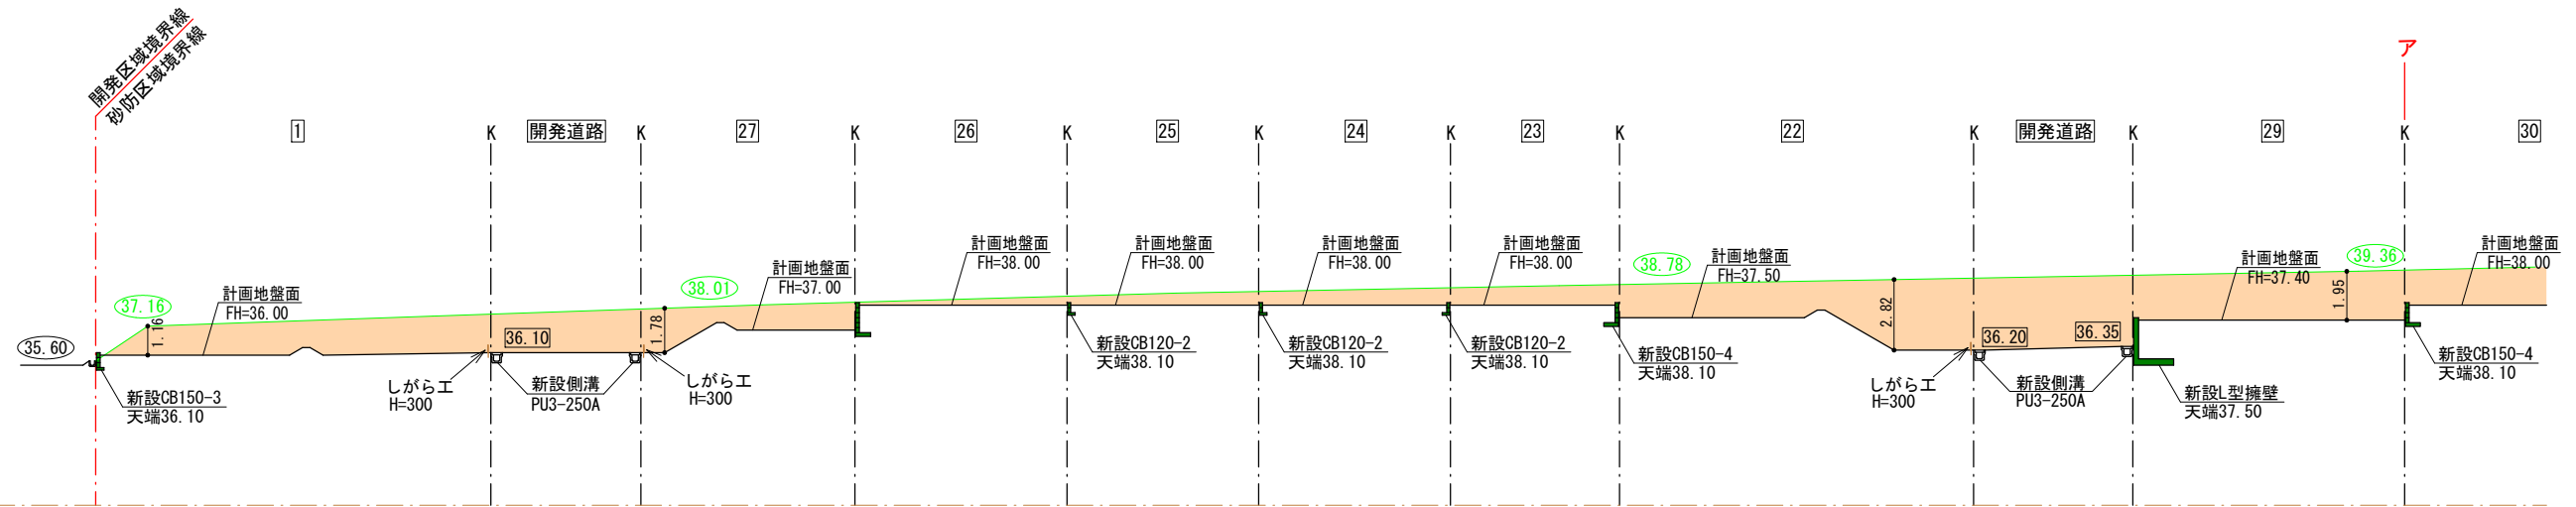 開発区域境界線
砂防区域境界線
ア
1
K
開発道路
K
27
K
26
K
25
K
24
K
23
K
22
K
開発道路
K
29
K
30
計画地盤面
FH=36.00
計画地盤面
FH=37.00
計画地盤面
FH=38.00
計画地盤面
FH=38.00
計画地盤面
FH=38.00
計画地盤面
FH=38.00
計画地盤面
FH=37.50
計画地盤面
FH=37.40
計画地盤面
FH=38.00
37.16
38.01
38.78
39.36
1.16
1.78
2.82
1.95
35.60
36.10
36.20
36.35
新設CB150-3
天端36.10
しがら工
H=300
新設側溝
PU3-250A
しがら工
H=300
新設CB120-2
天端38.10
新設CB120-2
天端38.10
新設CB120-2
天端38.10
新設CB150-4
天端38.10
しがら工
H=300
新設側溝
PU3-250A
新設L型擁壁
天端37.50
新設CB150-4
天端38.10